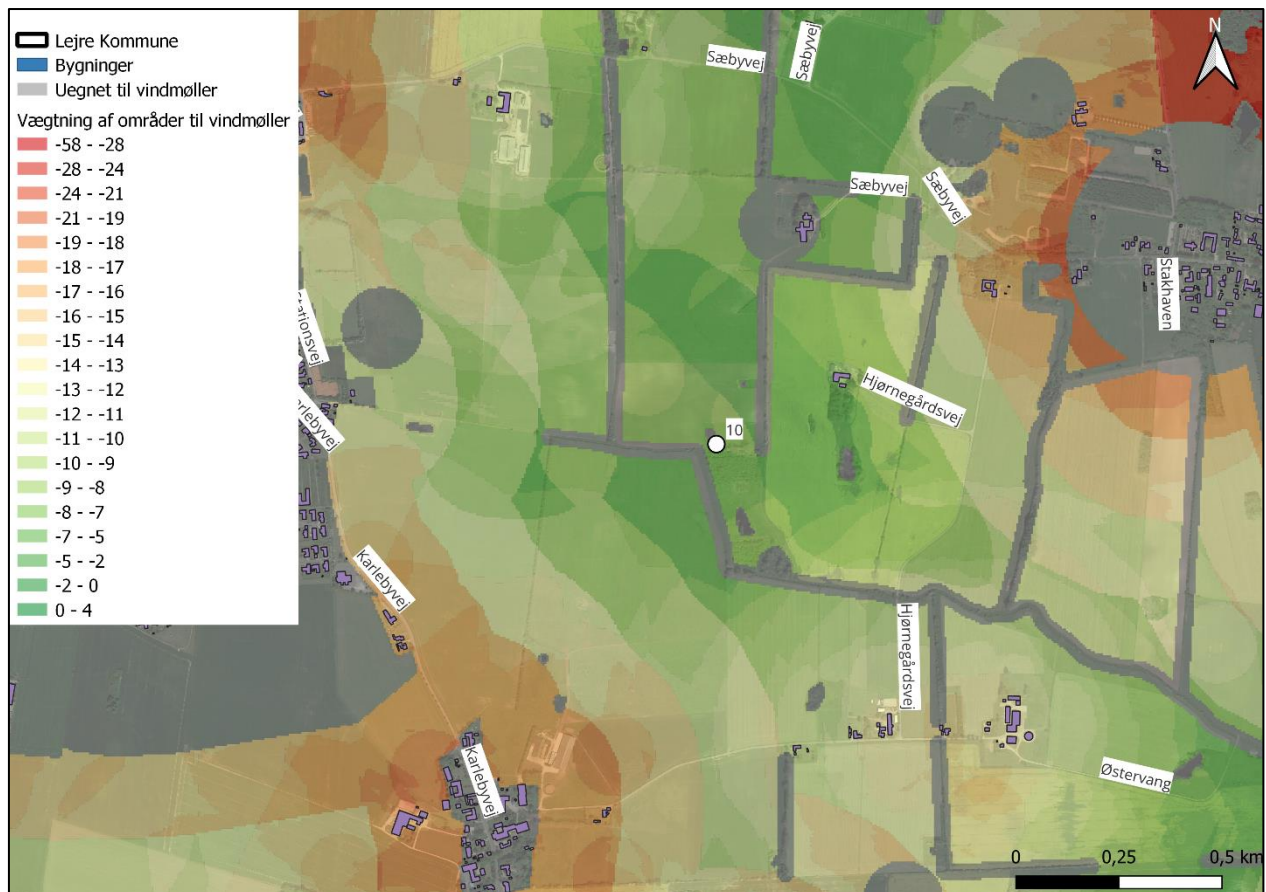 Lejre Kommune
Bygninger
Uegnet til vindmøller
Vægtning af områder til vindmøller
-58 - -28
-28 - -24
-24 - -21
-21 - -19
-19 - -18
-18 - -17
-17 - -16
-16 - -15
-15 - -14
-14 - -13
-13 - -12
-12 - -11
-11 - -10
-10 - -9
-9 - -8
-8 - -7
-7 - -5
-5 - -2
-2 - 0
0 - 4
N
Sæbyvej
Sæbyvej
Sæbyvej
Sæbyvej
Stakhaven
Hjørnegårdsvej
10
Karlebyvej
Hjørnegårdsvej
Karlebyvej
Østervang
0 0,25 0,5 km